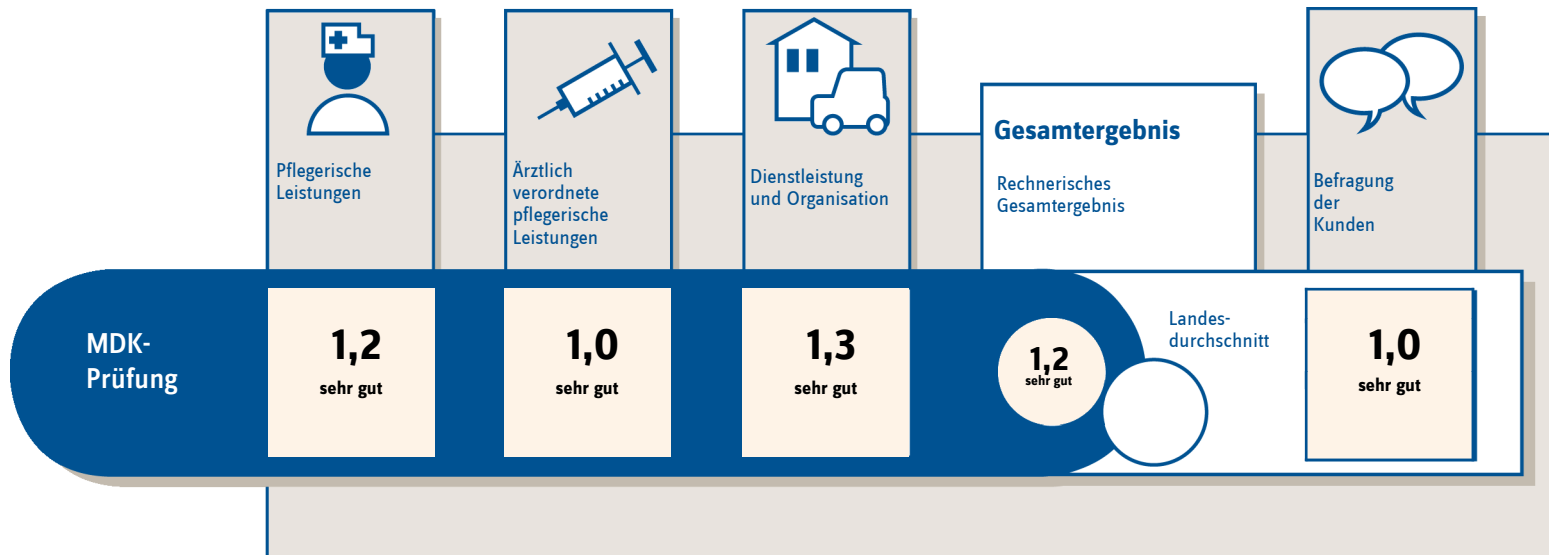 Pflegerische
Leistungen
Ärztlich
verordnete
pflegerische
Leistungen
Dienstleistung
und Organisation
Gesamtergebnis
Rechnerisches
Gesamtergebnis
Befragung
der
Kunden
MDK-
Prüfung
1,2
sehr gut
1,0
sehr gut
1,3
sehr gut
1,2
sehr gut
Landes-
durchschnitt
1,0
sehr gut